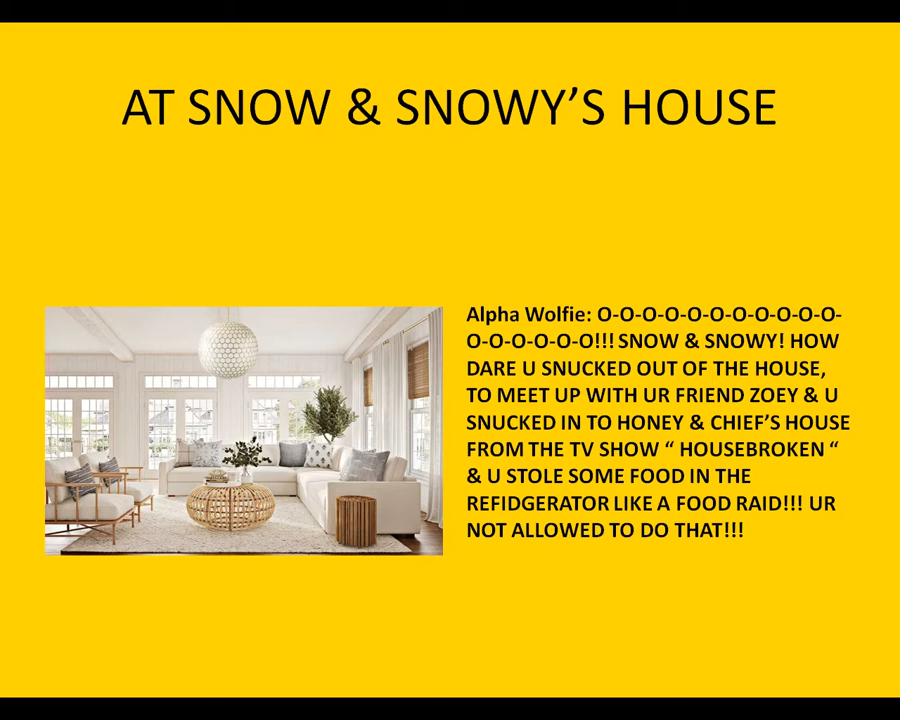 AT SNOW & SNOWY’S HOUSE
Alpha Wolfie: O-O-O-O-O-O-O-O-O-O-O-
O-O-O-O-O-O!!! SNOW & SNOWY! HOW
DARE U SNUCKED OUT OF THE HOUSE,
TO MEET UP WITH UR FRIEND ZOEY & U
SNUCKED IN TO HONEY & CHIEF’S HOUSE
FROM THE TV SHOW “ HOUSEBROKEN “
& U STOLE SOME FOOD IN THE
REFIDGERATOR LIKE A FOOD RAID!!! UR
NOT ALLOWED TO DO THAT!!!